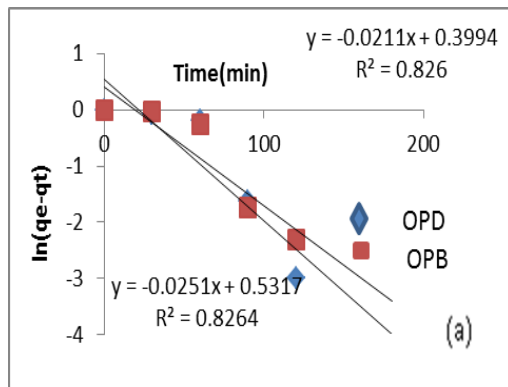 y = -0.0211x + 0.3994
R² = 0.826
Time(min)
1
0
0
100
200
-1
-2
-3
-4
ln(qe-qt)
OPD
OPB
y = -0.0251x + 0.5317
R² = 0.8264
(a)